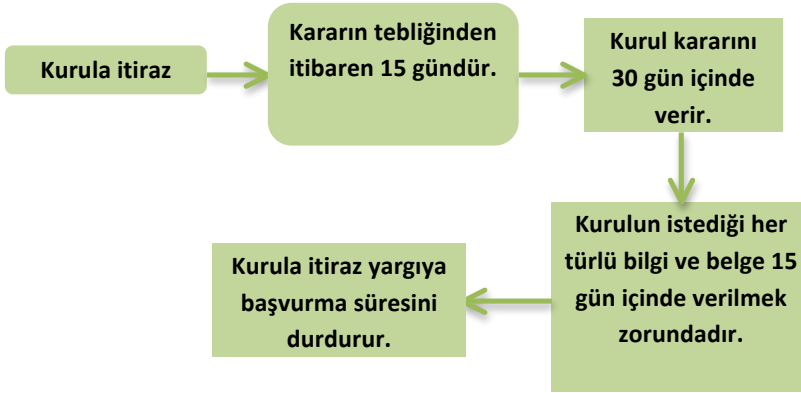 Kurula itiraz
Kararın tebliğinden
itibaren 15 gündür.
Kurul kararını
30 gün içinde
verir.
Kurulun istediği her
türlü bilgi ve belge 15
gün içinde verilmek
zorundadır.
Kurula itiraz yargıya
başvurma süresini
durdurur.